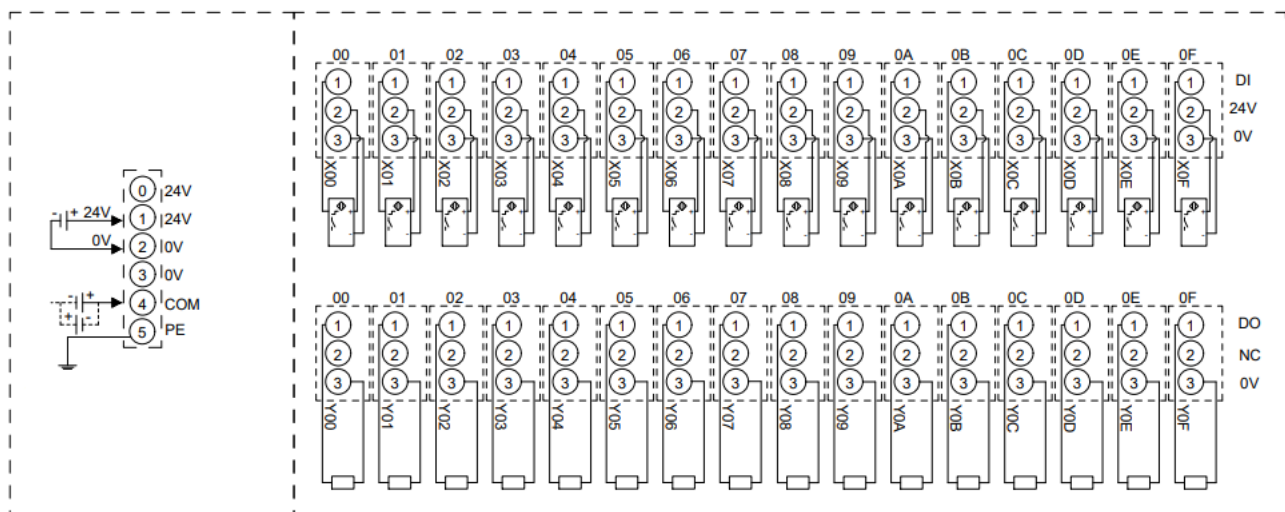 00 01 02 03 04 05 06 07 08 09 0A 0B 0C 0D 0E 0F
1 1 1 1 1 1 1 1 1 1 1 1 1 1 1 1 DI
2 2 2 2 2 2 2 2 2 2 2 2 2 2 2 2 24V
3 3 3 3 3 3 3 3 3 3 3 3 3 3 3 3 0V
X00 X01 X02 X03 X04 X05 X06 X07 X08 X09 X0A X0B X0C X0D X0E X0F
0 24V
- + 24V 1 24V
0V 2 0V
3 0V
- + 4 COM
+ - 5 PE
00 01 02 03 04 05 06 07 08 09 0A 0B 0C 0D 0E 0F
1 1 1 1 1 1 1 1 1 1 1 1 1 1 1 1 DO
2 2 2 2 2 2 2 2 2 2 2 2 2 2 2 2 NC
3 3 3 3 3 3 3 3 3 3 3 3 3 3 3 3 0V
Y00 Y01 Y02 Y03 Y04 Y05 Y06 Y07 Y08 Y09 Y0A Y0B Y0C Y0D Y0E Y0F